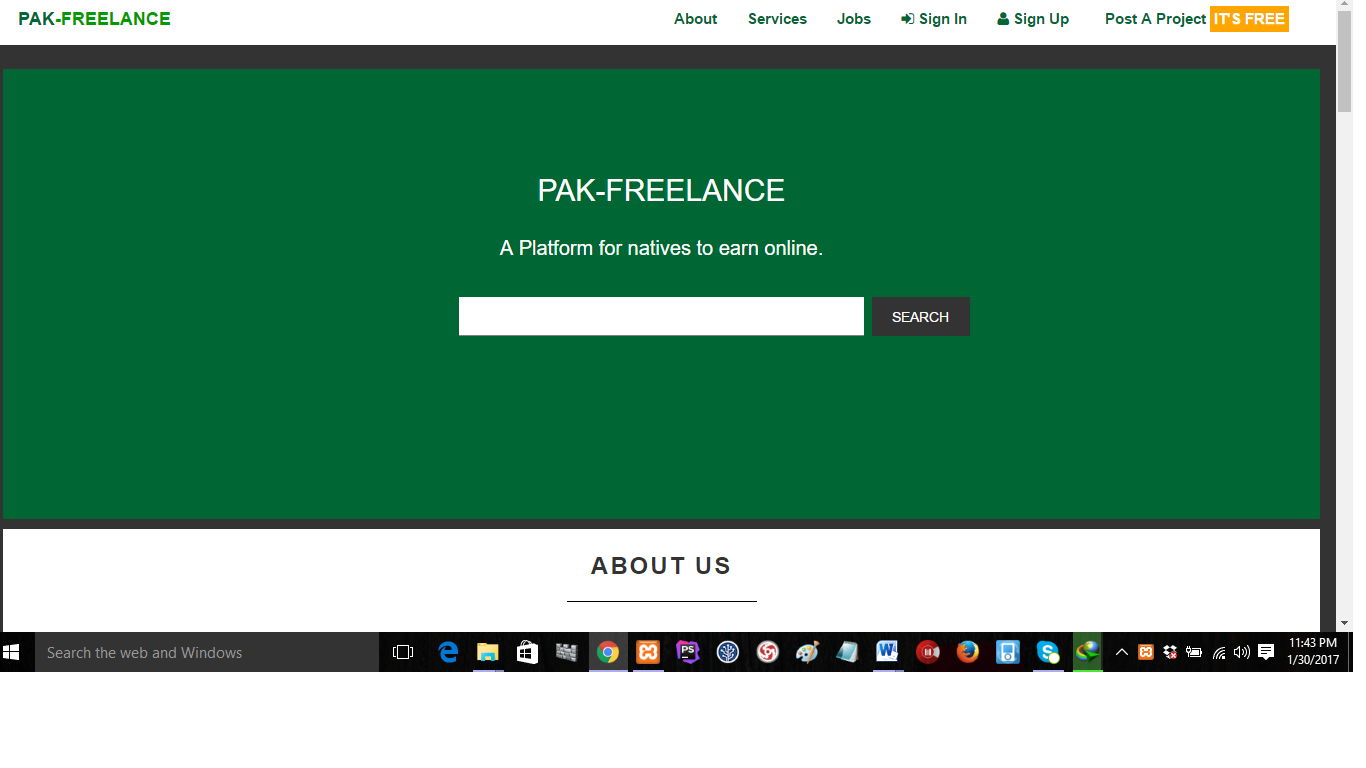 PAK-FREELANCE
About Services Jobs Sign In Sign Up Post A Project IT'S FREE
PAK-FREELANCE
A Platform for natives to earn online.
SEARCH
ABOUT US
Search the web and Windows
PS
W
S
11:43 PM
1/30/2017